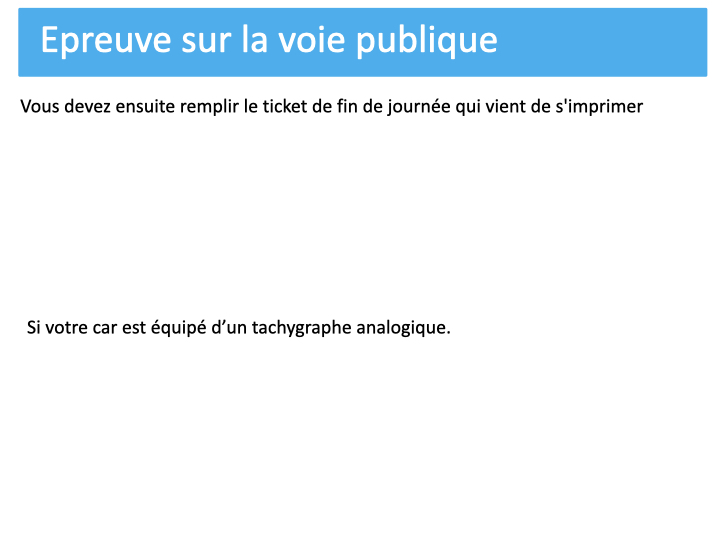 Epreuve sur la voie publique
Vous devez ensuite remplir le ticket de fin de journée qui vient de s'imprimer
Si votre car est équipé d’un tachygraphe analogique.